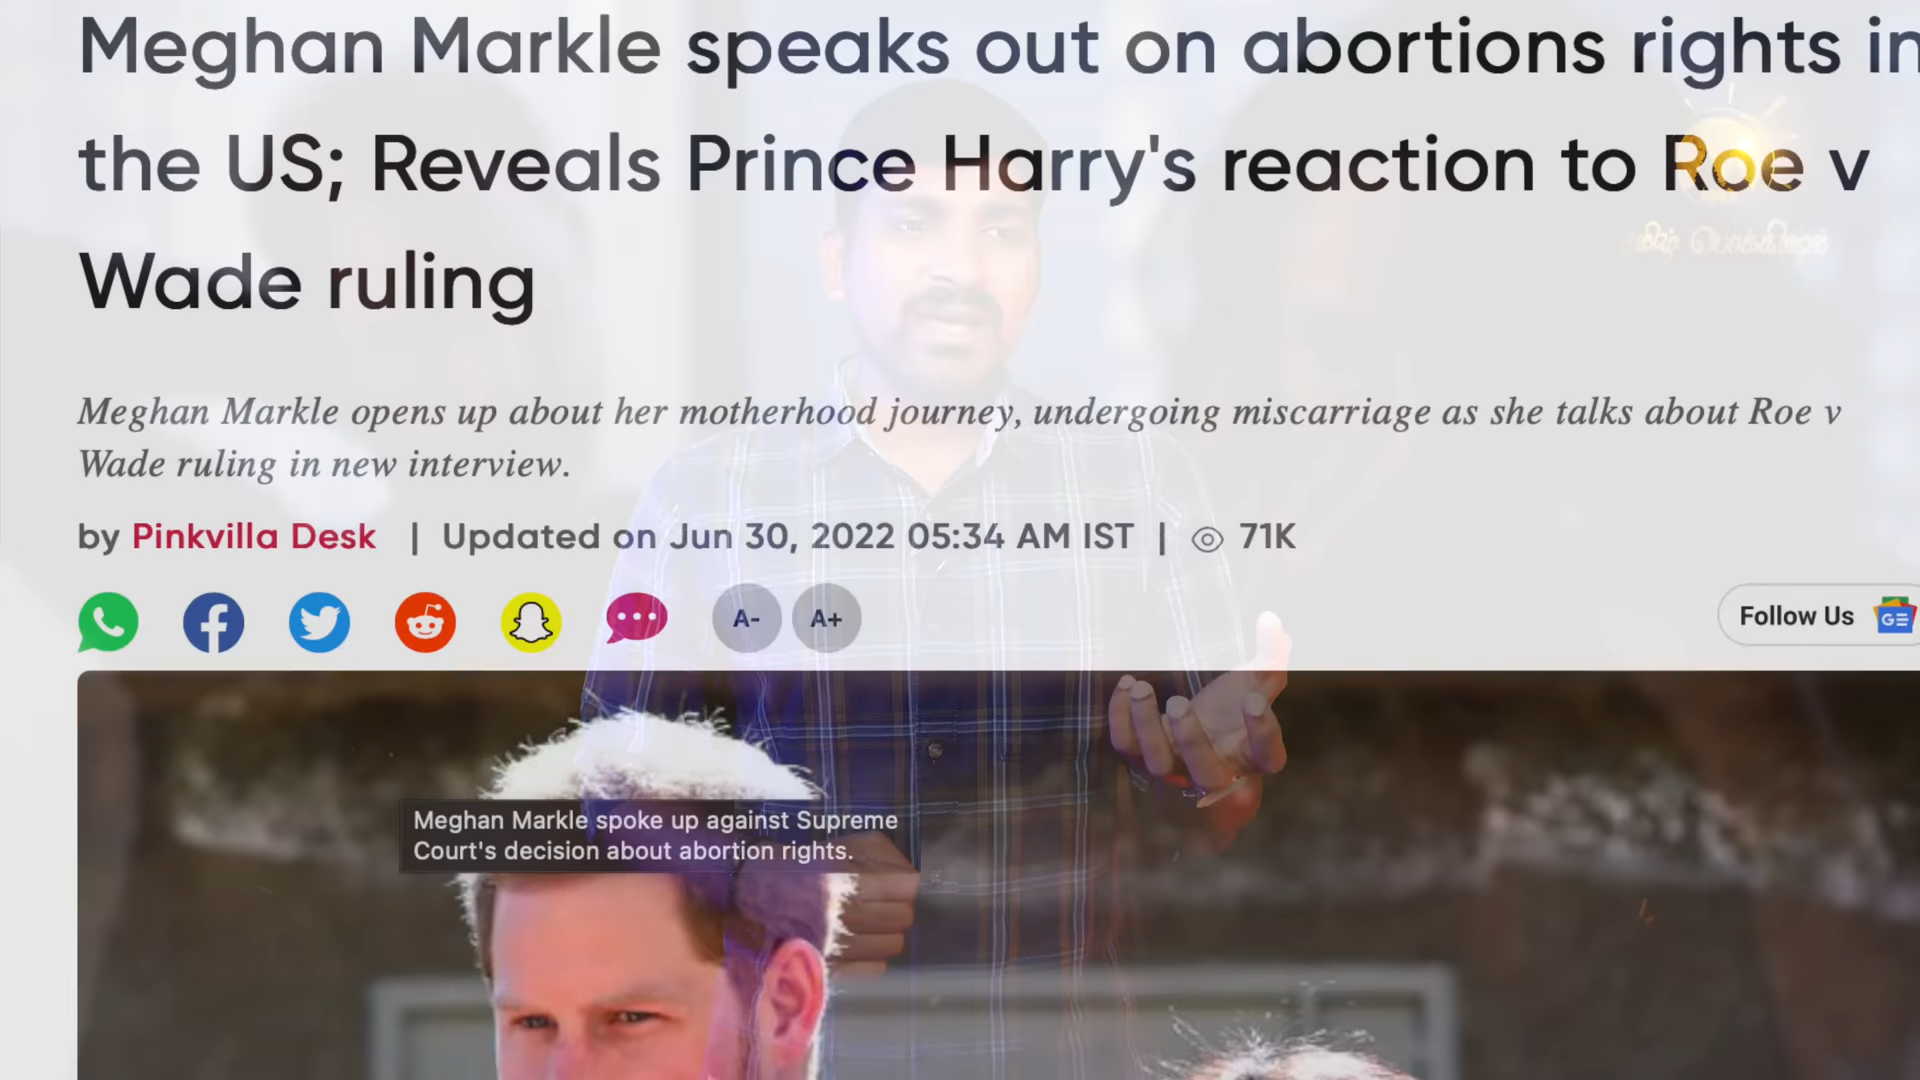 Meghan Markle speaks out on abortions rights in
the US; Reveals Prince Harry's reaction to Roe v
Wade ruling
Meghan Markle opens up about her motherhood journey, undergoing miscarriage as she talks about Roe v
Wade ruling in new interview.
by Pinkvilla Desk | Updated on Jun 30, 2022 05:34 AM IST | 71K
A- A+
Follow Us GE
Meghan Markle spoke up against Supreme
Court's decision about abortion rights.